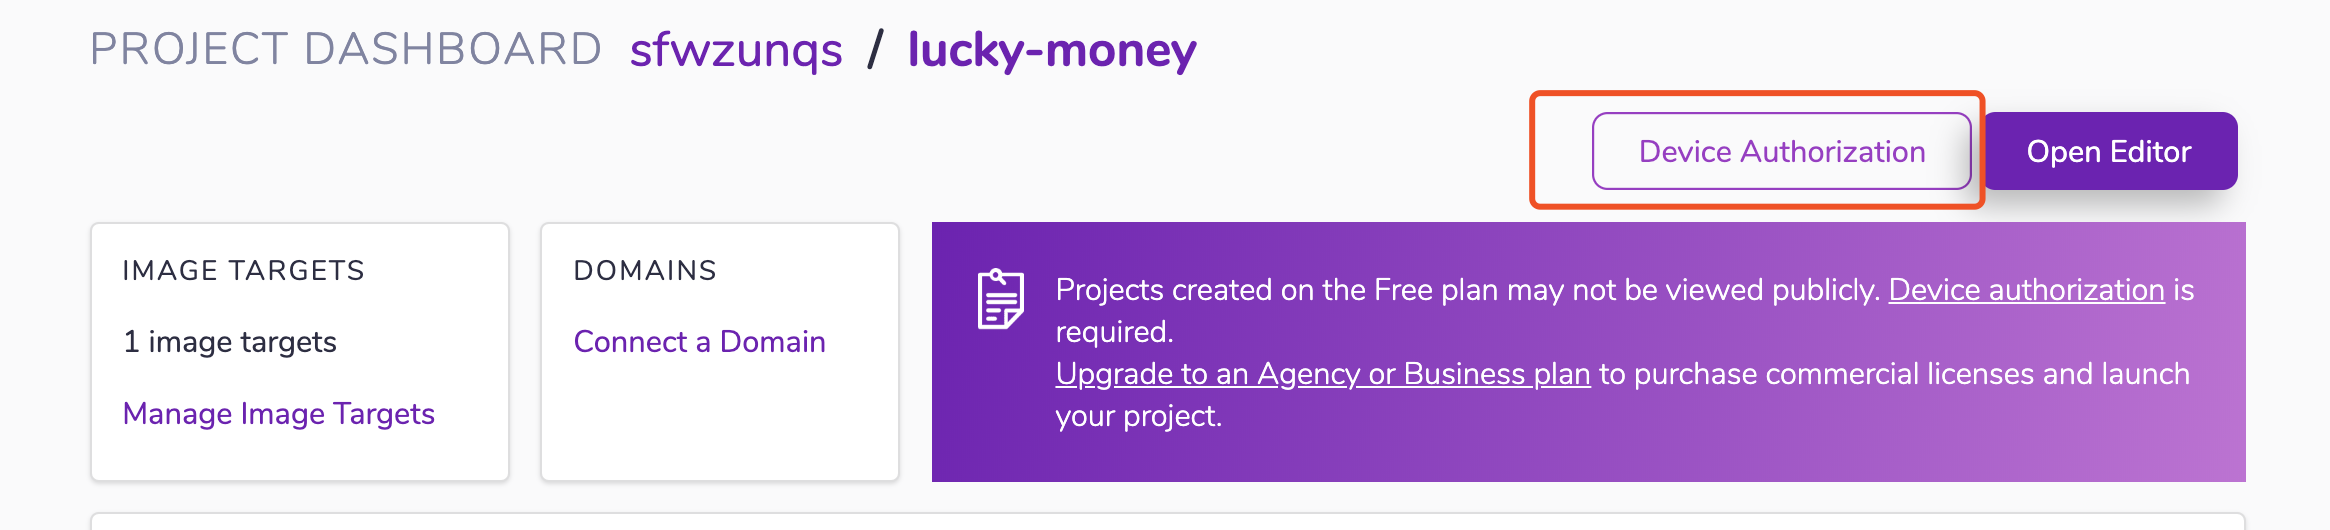 PROJECT DASHBOARD sfwzunqs / lucky-money
Device Authorization
Open Editor
IMAGE TARGETS
1 image targets
Manage Image Targets
DOMAINS
Connect a Domain
Projects created on the Free plan may not be viewed publicly. Device authorization is
required.
Upgrade to an Agency or Business plan to purchase commercial licenses and launch
your project.